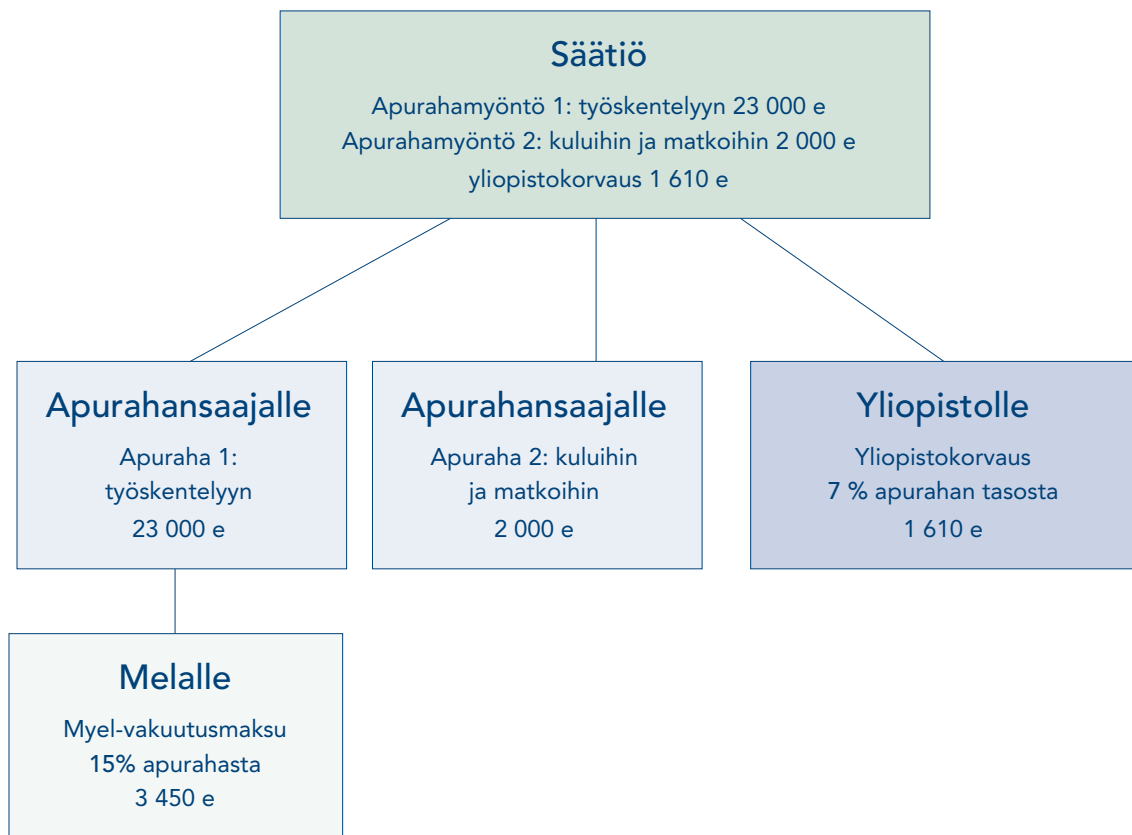 Säätiö
Apurahamyöntö 1: työskentelyyn 23 000 e
Apurahamyöntö 2: kuluihin ja matkoihin 2 000 e
yliopistokorvaus 1 610 e
Apurahansaajalle
Apuraha 1:
työskentelyyn
23 000 e
Apurahansaajalle
Apuraha 2: kuluihin
ja matkoihin
2 000 e
Yliopistolle
Yliopistokorvaus
7 % apurahan tasosta
1 610 e
Melalle
Myel-vakuutusmaksu
15% apurahasta
3 450 e